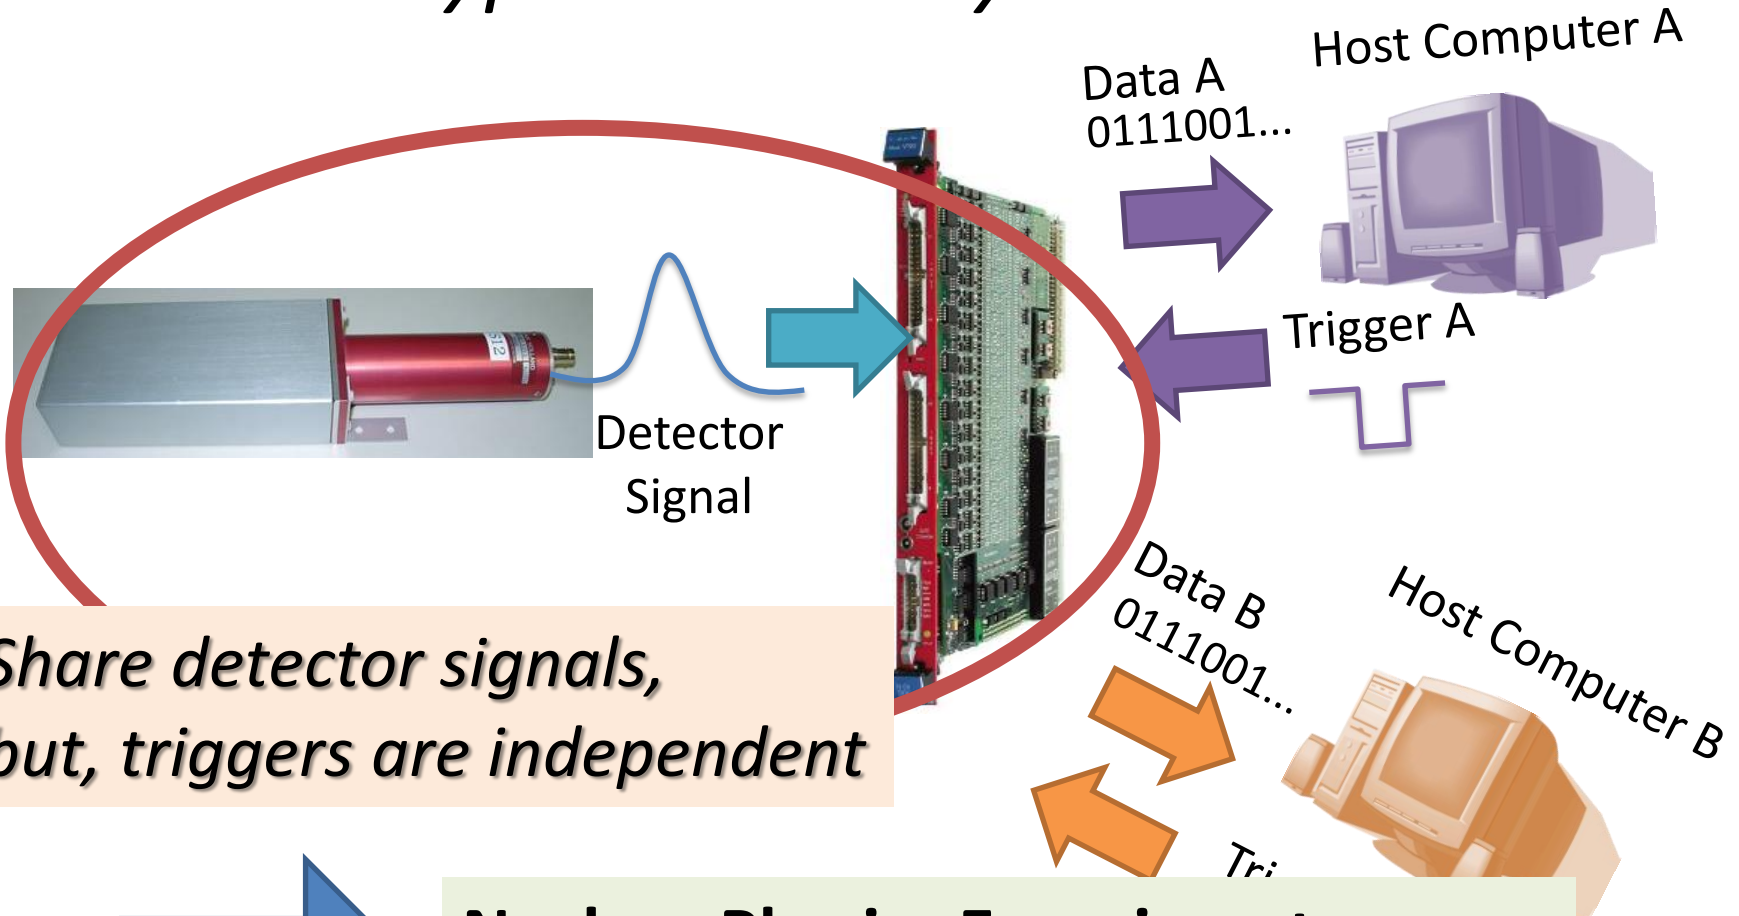 Host Computer A
Data A
0111001...
Trigger A
Detector
Signal
Data B
0111001...
Host Computer B
Share detector signals,
but, triggers are independent